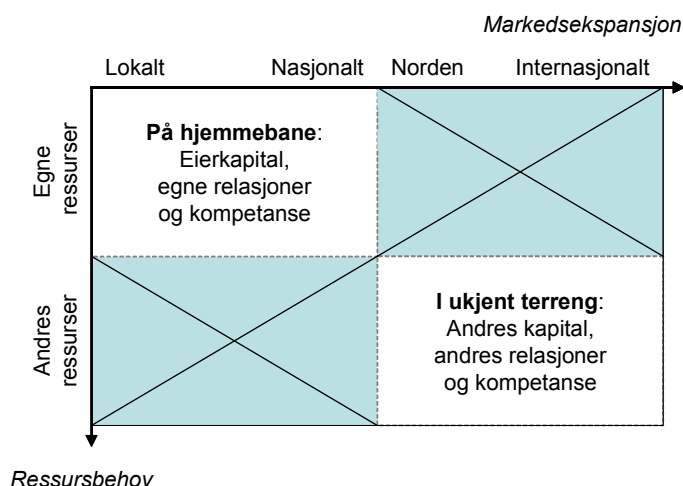 Markedsekspansjon
Lokalt Nasjonalt Norden Internasjonalt
Egne
ressurser
På hjemmebane:
Eierkapital,
egne relasjoner
og kompetanse
Andres
ressurser
I ukjent terreng:
Andres kapital,
andres relasjoner
og kompetanse
Ressursbehov